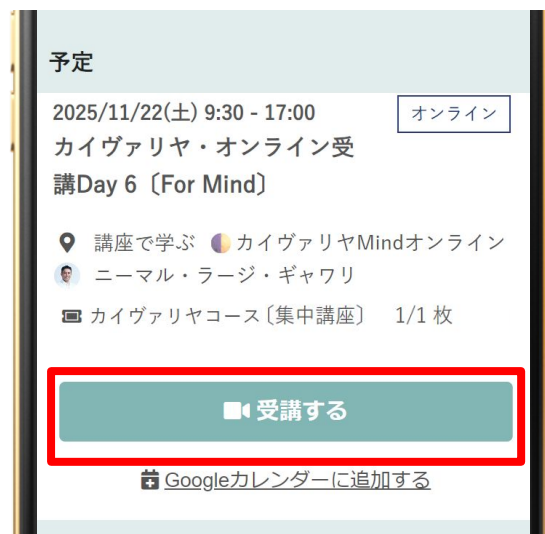 予定
2025/11/22(土) 9:30 - 17:00
オンライン
カイヴァリヤ・オンライン受
講Day 6〔For Mind〕
講座で学ぶ 🌓 カイヴァリヤMindオンライン
ニーマル・ラージ・ギャワリ
カイヴァリヤコース〔集中講座〕 1/1 枚
受講する
Googleカレンダーに追加する